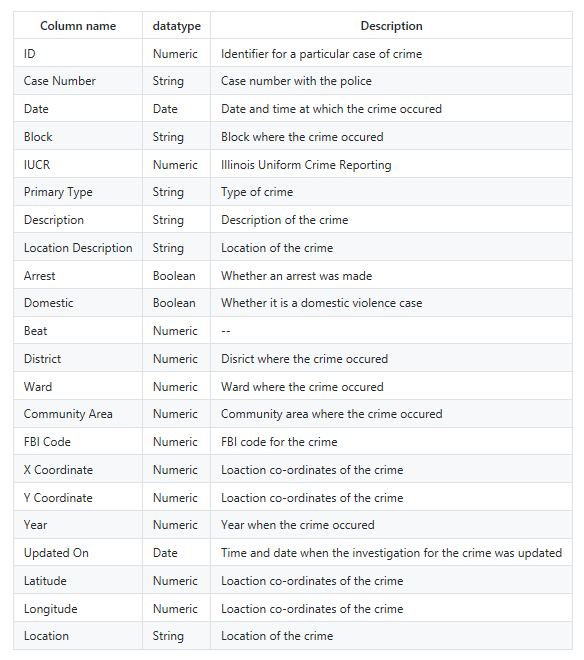 Column name datatype Description
ID Numeric Identifier for a particular case of crime
Case Number String Case number with the police
Date Date Date and time at which the crime occured
Block String Block where the crime occured
IUCR Numeric Illinois Uniform Crime Reporting
Primary Type String Type of crime
Description String Description of the crime
Location Description String Location of the crime
Arrest Boolean Whether an arrest was made
Domestic Boolean Whether it is a domestic violence case
Beat Numeric --
District Numeric Disrict where the crime occured
Ward Numeric Ward where the crime occured
Community Area Numeric Community area where the crime occured
FBI Code Numeric FBI code for the crime
X Coordinate Numeric Loaction co-ordinates of the crime
Y Coordinate Numeric Loaction co-ordinates of the crime
Year Numeric Year when the crime occured
Updated On Date Time and date when the investigation for the crime was updated
Latitude Numeric Loaction co-ordinates of the crime
Longitude Numeric Loaction co-ordinates of the crime
Location String Location of the crime